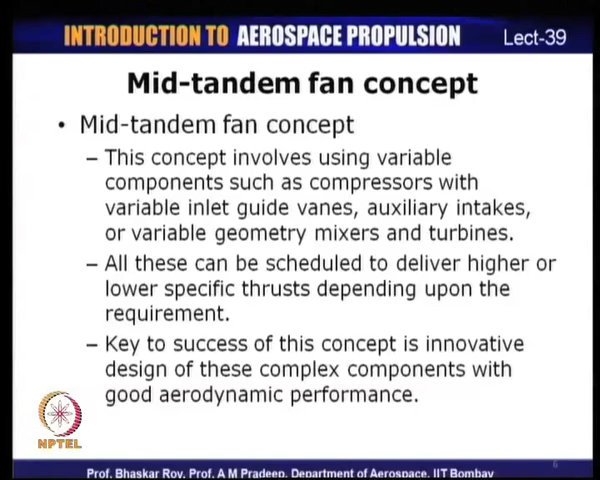 INTRODUCTION TO AEROSPACE PROPULSION Lect-39
Mid-tandem fan concept
• Mid-tandem fan concept
– This concept involves using variable
components such as compressors with
variable inlet guide vanes, auxiliary intakes,
or variable geometry mixers and turbines.
– All these can be scheduled to deliver higher or
lower specific thrusts depending upon the
requirement.
– Key to success of this concept is innovative
design of these complex components with
good aerodynamic performance.
NPTEL
6
Prof. Bhaskar Roy, Prof. A M Pradeep, Department of Aerospace, IIT Bombay